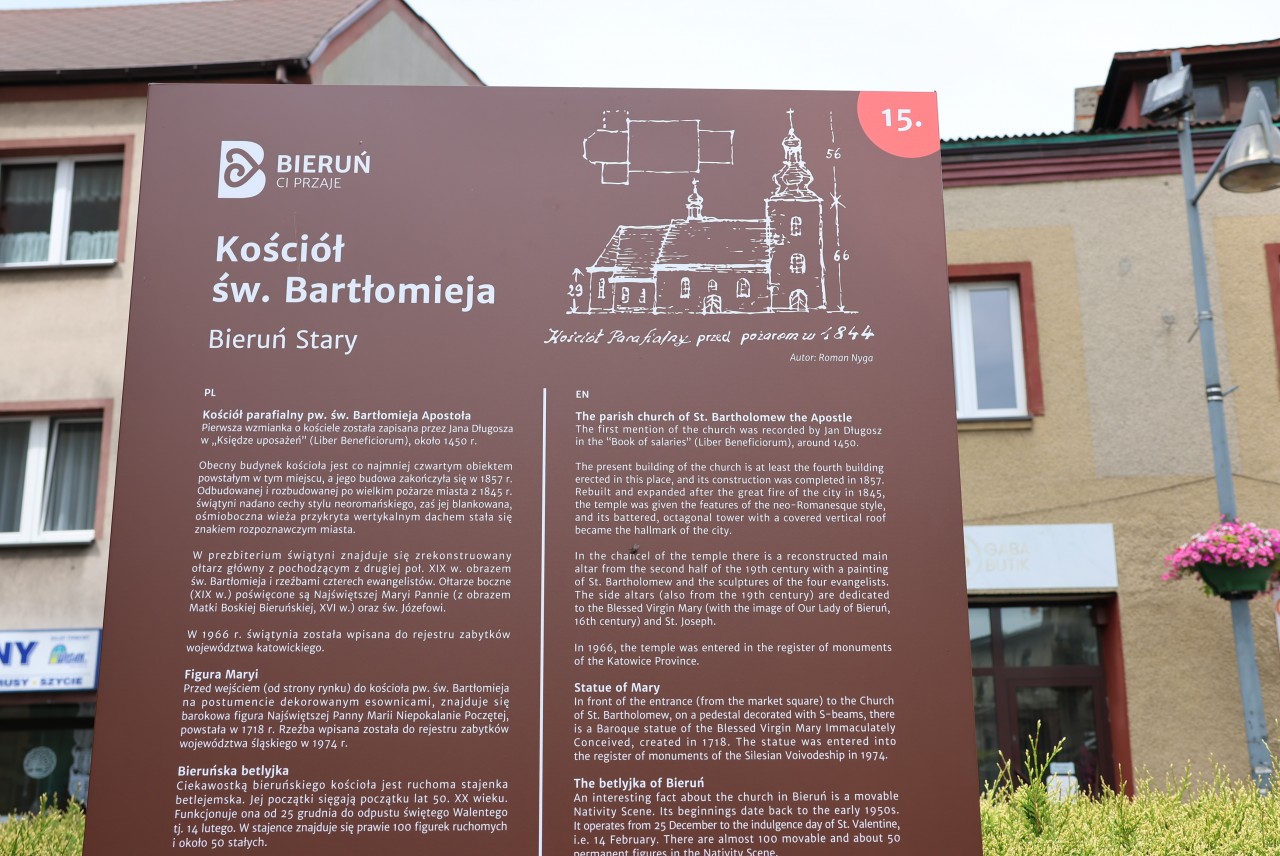 15.
BIERUŃ
CI PRZAJE
Kościół
św. Bartłomieja
Bieruń Stary
56
66
29
Kościół Parafialny przed pożarem w 1844
Autor: Roman Nyga
PL
Kościół parafialny pw. św. Bartłomieja Apostoła
Pierwsza wzmianka o kościele została zapisana przez Jana Długosza
w „Księdze uposażeń” (Liber Beneficiorum), około 1450 r.
Obecny budynek kościoła jest co najmniej czwartym obiektem
powstałym w tym miejscu, a jego budowa zakończyła się w 1857 r.
Odbudowanej i rozbudowanej po wielkim pożarze miasta z 1845 r.
świątyni nadano cechy stylu neoromańskiego, zaś jej blankowana,
ośmioboczna wieża przykryta wertykalnym dachem stała się
znakiem rozpoznawczym miasta.
W prezbiterium świątyni znajduje się zrekonstruowany
ołtarz główny z pochodzącym z drugiej poł. XIX w. obrazem
św. Bartłomieja i rzeźbami czterech ewangelistów. Ołtarze boczne
(XIX w.) poświęcone są Najświętszej Maryi Pannie (z obrazem
Matki Boskiej Bieruńskiej, XVI w.) oraz św. Józefowi.
W 1966 r. świątynia została wpisana do rejestru zabytków
województwa katowickiego.
Figura Maryi
Przed wejściem (od strony rynku) do kościoła pw. św. Bartłomieja
na postumencie dekorowanym esownicami, znajduje się
barokowa figura Najświętszej Panny Marii Niepokalanie Poczętej,
powstała w 1718 r. Rzeźba wpisana została do rejestru zabytków
województwa śląskiego w 1974 r.
Bieruńska betlyjka
Ciekawostką bieruńskiego kościoła jest ruchoma stajenka
betlejemska. Jej początki sięgają początku lat 50. XX wieku.
Funkcjonuje ona od 25 grudnia do odpustu świętego Walentego
tj. 14 lutego. W stajence znajduje się prawie 100 figurek ruchomych
i około 50 stałych.
EN
The parish church of St. Bartholomew the Apostle
The first mention of the church was recorded by Jan Długosz
in the “Book of salaries” (Liber Beneficiorum), around 1450.
The present building of the church is at least the fourth building
erected in this place, and its construction was completed in 1857.
Rebuilt and expanded after the great fire of the city in 1845,
the temple was given the features of the neo-Romanesque style,
and its battered, octagonal tower with a covered vertical roof
became the hallmark of the city.
In the chancel of the temple there is a reconstructed main
altar from the second half of the 19th century with a painting
of St. Bartholomew and the sculptures of the four evangelists.
The side altars (also from the 19th century) are dedicated
to the Blessed Virgin Mary (with the image of Our Lady of Bieruń,
16th century) and St. Joseph.
In 1966, the temple was entered in the register of monuments
of the Katowice Province.
Statue of Mary
In front of the entrance (from the market square) to the Church
of St. Bartholomew, on a pedestal decorated with S-beams, there
is a Baroque statue of the Blessed Virgin Mary Immaculately
Conceived, created in 1718. The statue was entered into
the register of monuments of the Silesian Voivodeship in 1974.
The betlyjka of Bieruń
An interesting fact about the church in Bieruń is a movable
Nativity Scene. Its beginnings date back to the early 1950s.
It operates from 25 December to the indulgence day of St. Valentine,
i.e. 14 February. There are almost 100 movable and about 50
permanent figures in the Nativity Scene.
GABA
BUTIK
NY
RUSY · SZYCIE